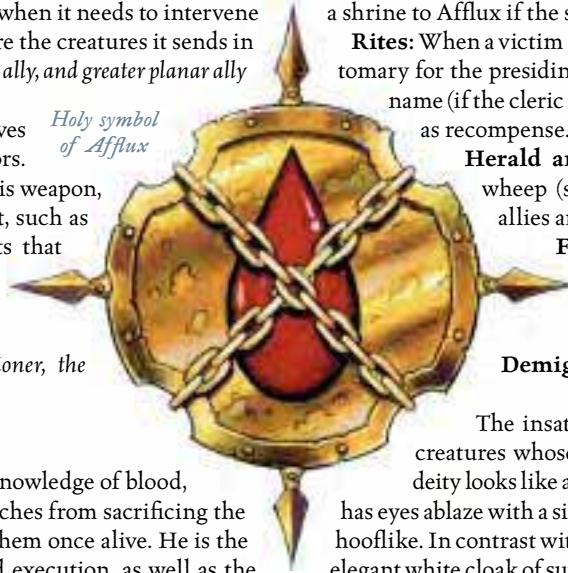 when it needs to intervene
re the creatures it sends in
ally, and greater planar ally
ves
ors.
is weapon,
t, such as
ts that
oner, the
nowledge of blood,
ches from sacrificing the
hem once alive. He is the
d execution, as well as the
Holy symbol
of Afflux
a shrine to Afflux if the s
Rites: When a victim
tomary for the presidin
name (if the cleric
as recompense.
Herald a
wheep (s
allies a
F
Demig
The insat
creatures whos
deity looks like a
has eyes ablaze with a si
hooflike. In contrast wit
elegant white cloak of su